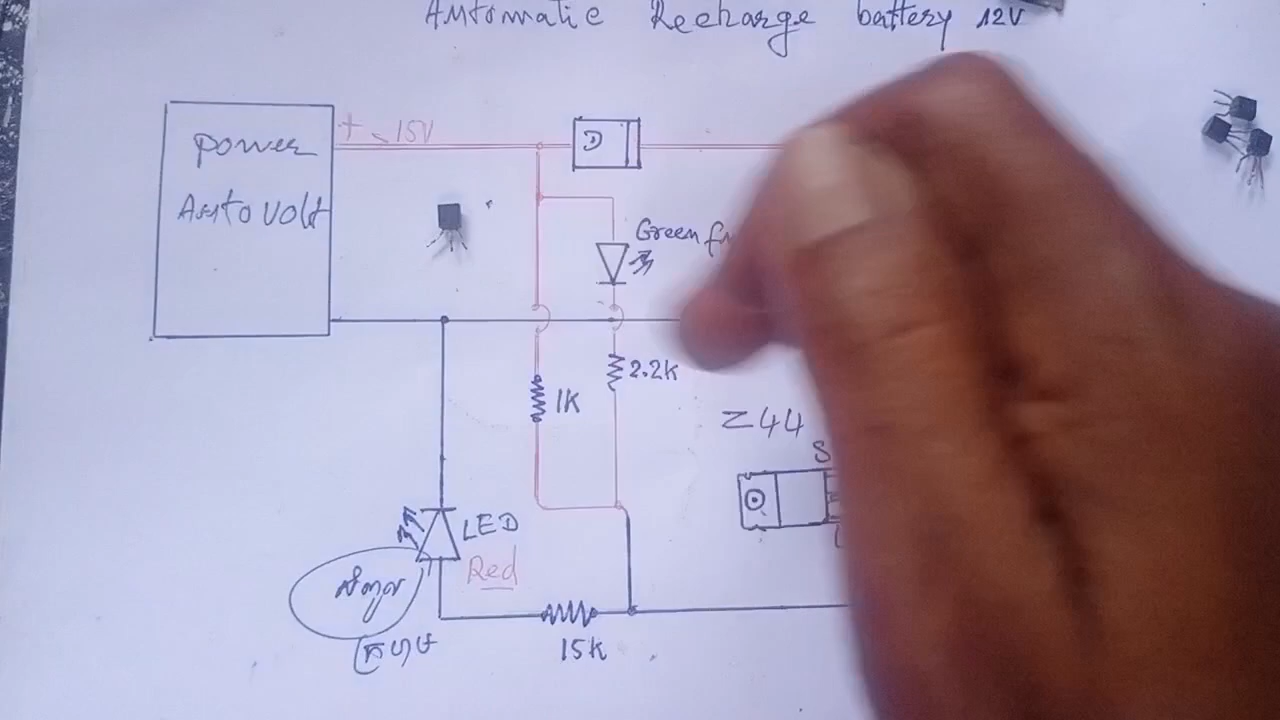 Automatic Recharge battery 12V
+ 15V
D
power
Auto volt
Green
2.2k
1K
Z44
S
LED
Red
15k